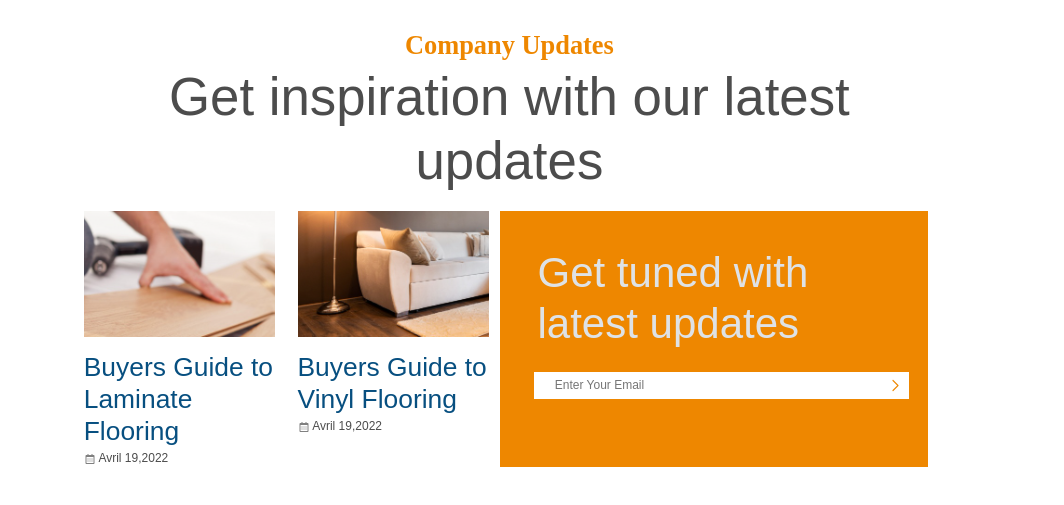 Company Updates
Get inspiration with our latest
updates
Buyers Guide to
Laminate
Flooring
Avril 19,2022
Buyers Guide to
Vinyl Flooring
Avril 19,2022
Get tuned with
latest updates
Enter Your Email